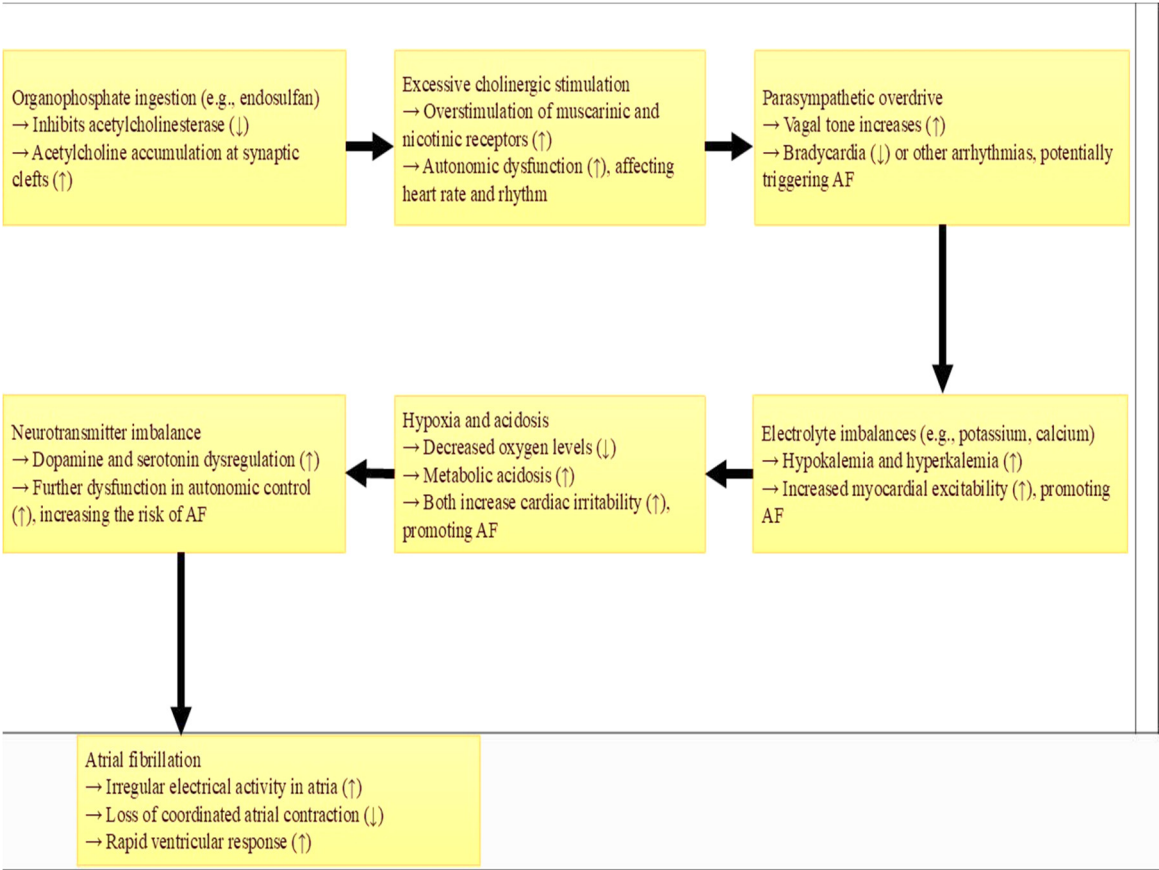 Organophosphate ingestion (e.g., endosulfan)
→ Inhibits acetylcholinesterase (↓)
→ Acetylcholine accumulation at synaptic
clefts (↑)
Excessive cholinergic stimulation
→ Overstimulation of muscarinic and
nicotinic receptors (↑)
→ Autonomic dysfunction (↑), affecting
heart rate and rhythm
Parasympathetic overdrive
→ Vagal tone increases (↑)
→ Bradycardia (↓) or other arrhythmias, potentially
triggering AF
Electrolyte imbalances (e.g., potassium, calcium)
→ Hypokalemia and hyperkalemia (↑)
→ Increased myocardial excitability (↑), promoting
AF
Hypoxia and acidosis
→ Decreased oxygen levels (↓)
→ Metabolic acidosis (↑)
→ Both increase cardiac irritability (↑),
promoting AF
Neurotransmitter imbalance
→ Dopamine and serotonin dysregulation (↑)
→ Further dysfunction in autonomic control
(↑), increasing the risk of AF
Atrial fibrillation
→ Irregular electrical activity in atria (↑)
→ Loss of coordinated atrial contraction (↓)
→ Rapid ventricular response (↑)